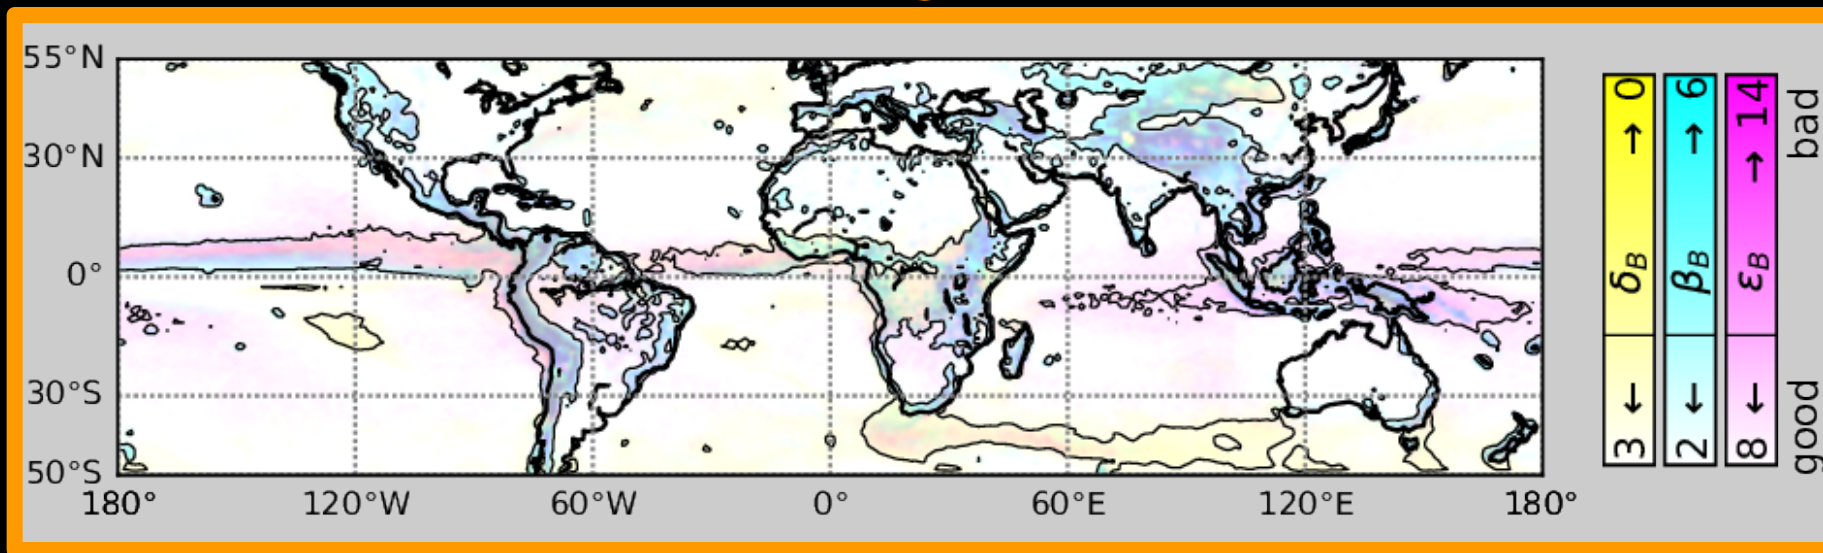 55°N
30°N
0°
30°S
50°S
180° 120°W 60°W 0° 60°E 120°E 180°
3 ← δB → 0
2 ← βB → 6
8 ← εB → 14
good bad